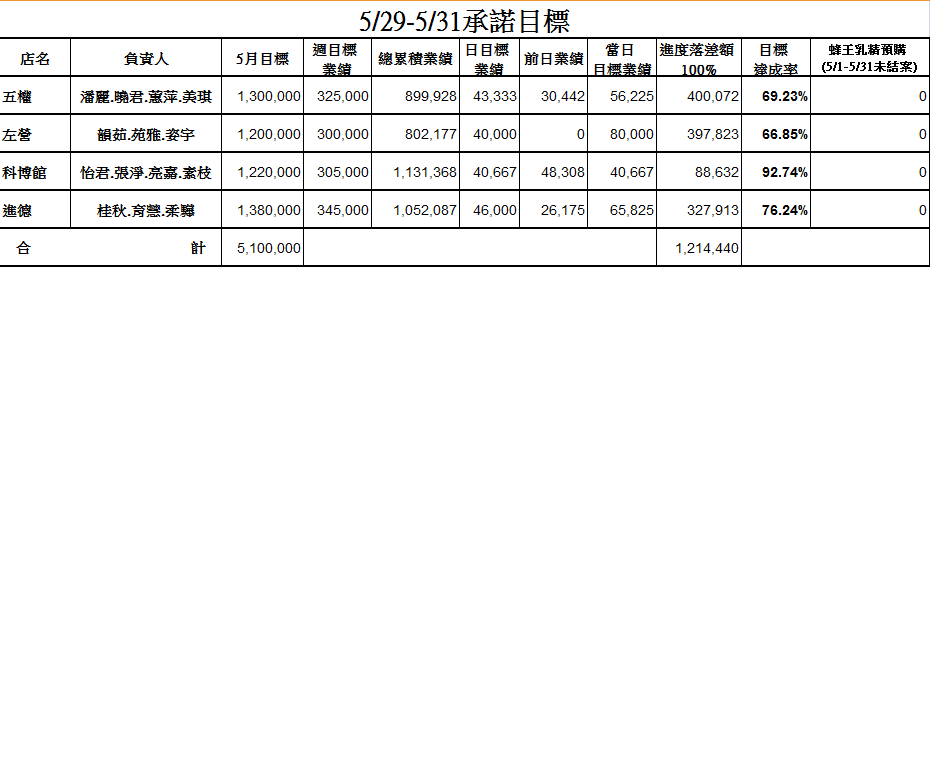 5/29-5/31承諾目標
店名 負責人 5月目標 週目標業績 總累積業績 日目標業績 前日業績 當日目標業績 進度落差額100% 目標達成率 蜂王乳精預購(5/1-5/31未結案)
五權 潘麗.曉君.蕙萍.美琪 1,300,000 325,000 899,928 43,333 30,442 56,225 400,072 69.23% 0
左營 韻茹.苑雅.姿宇 1,200,000 300,000 802,177 40,000 0 80,000 397,823 66.85% 0
科博館 怡君.張淨.亮嘉.素枝 1,220,000 305,000 1,131,368 40,667 48,308 40,667 88,632 92.74% 0
進德 桂秋.育慧.柔驊 1,380,000 345,000 1,052,087 46,000 26,175 65,825 327,913 76.24% 0
合 計 5,100,000 1,214,440